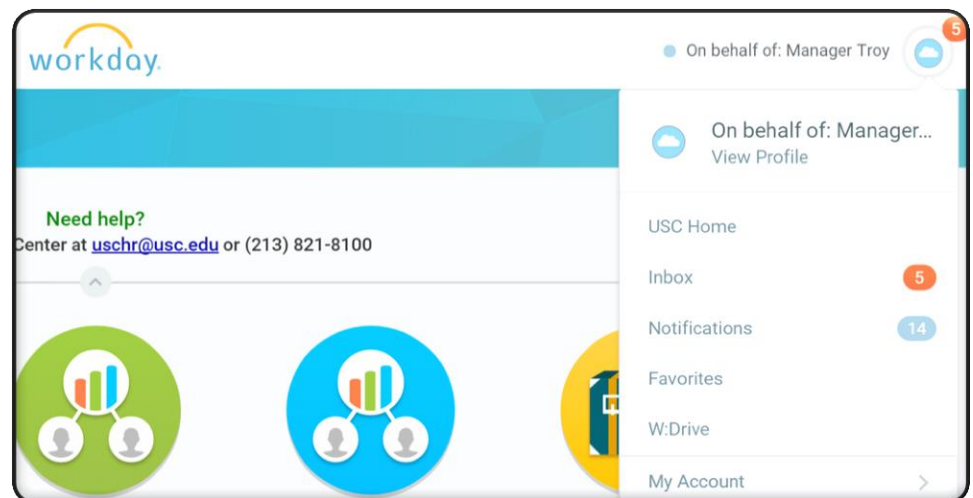 workday.
On behalf of: Manager Troy
5
On behalf of: Manager...
View Profile
Need help?
Center at uschr@usc.edu or (213) 821-8100
USC Home
Inbox 5
Notifications 14
Favorites
W:Drive
My Account